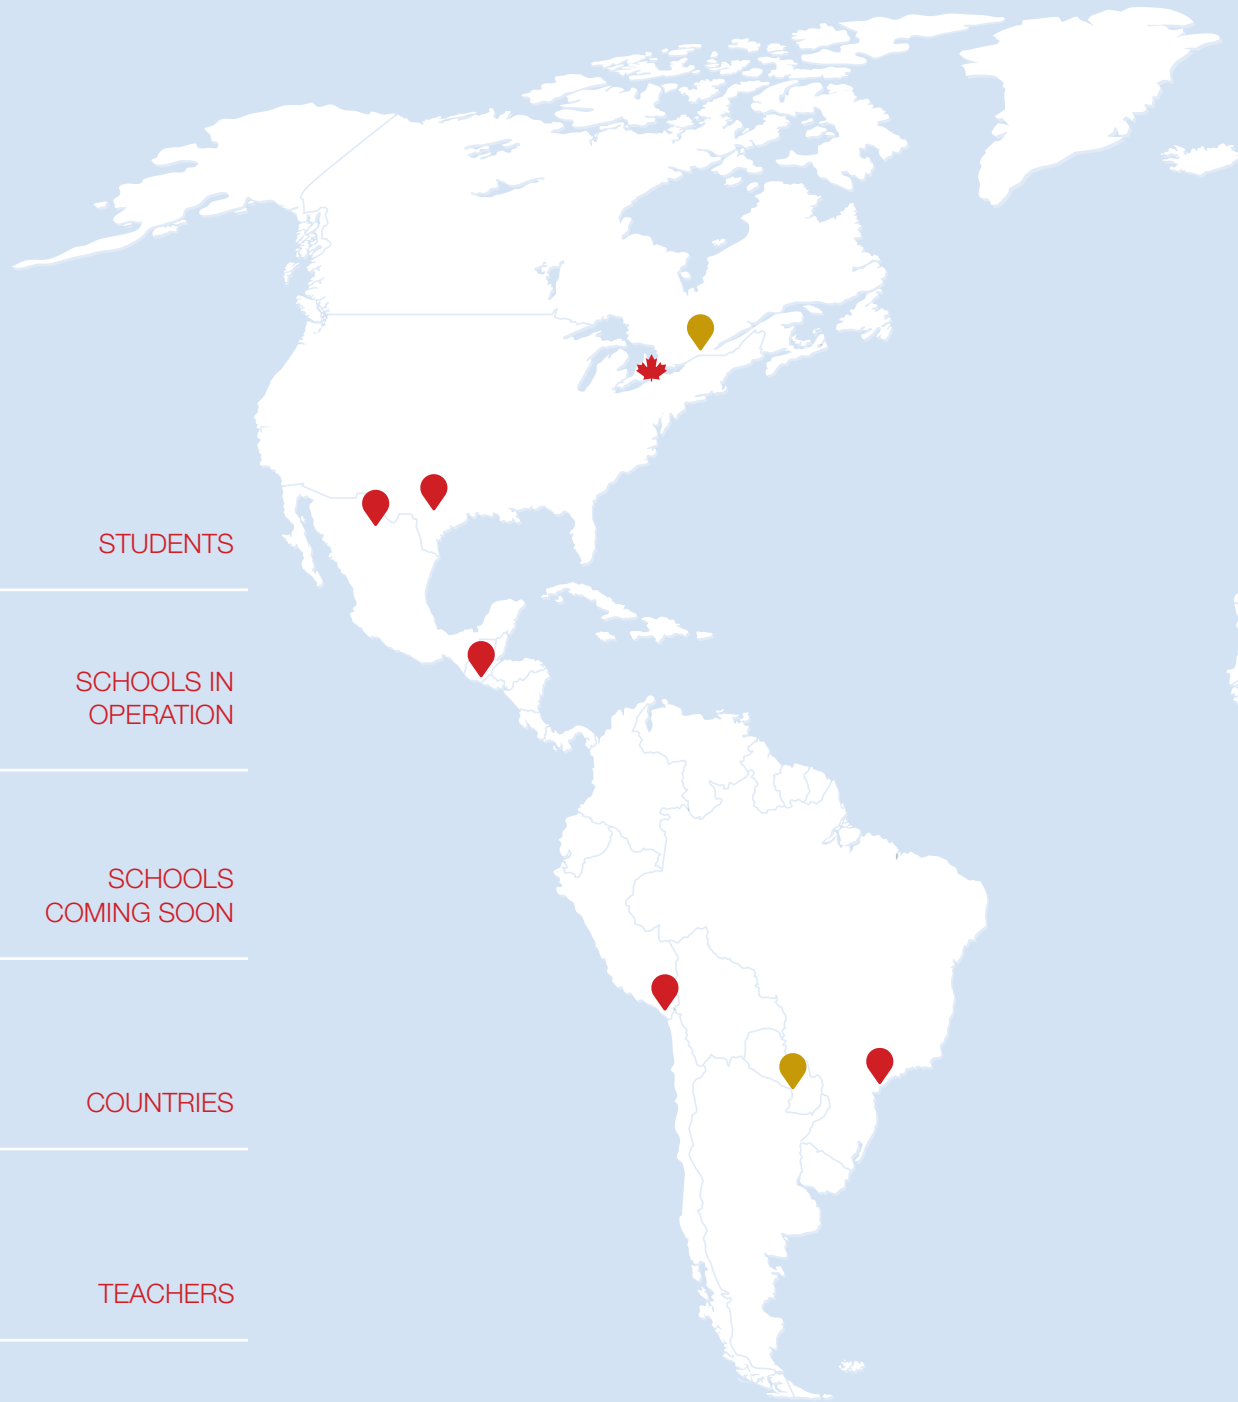 STUDENTS
SCHOOLS IN
OPERATION
SCHOOLS
COMING SOON
COUNTRIES
TEACHERS